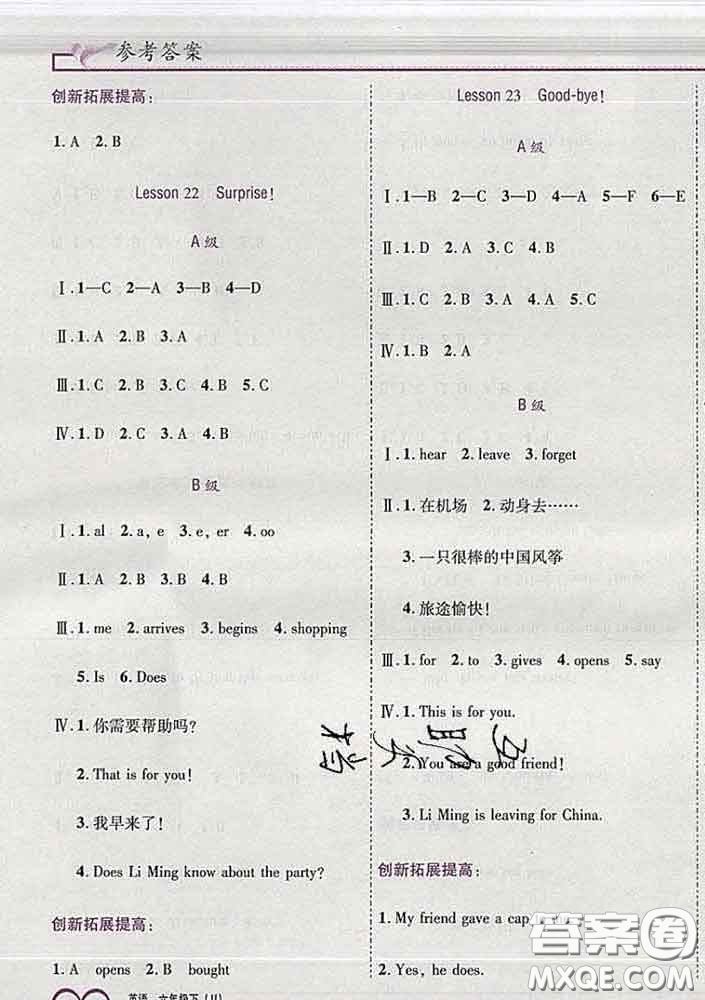 参考答案
创新拓展提高：
1. A 2. B
Lesson 22 Surprise!
A级
Ⅰ. 1—C 2—A 3—B 4—D
Ⅱ. 1. A 2. B 3. A
Ⅲ. 1. C 2. B 3. C 4. B 5. C
Ⅳ. 1. D 2. C 3. A 4. B
B级
Ⅰ. 1. al 2. a, e 3. e, er 4. oo
Ⅱ. 1. A 2. B 3. A 4. B
Ⅲ. 1. me 2. arrives 3. begins 4. shopping
5. Is 6. Does
Ⅳ. 1. 你需要帮助吗？
2. That is for you!
3. 我早来了！
4. Does Li Ming know about the party?
创新拓展提高：
1. A opens 2. B bought
英语 六年级下（JJ）
Lesson 23 Good-bye!
A级
Ⅰ. 1—B 2—C 3—D 4—A 5—F 6—E
Ⅱ. 1. D 2. A 3. C 4. B
Ⅲ. 1. C 2. B 3. A 4. A 5. C
Ⅳ. 1. B 2. A
B级
Ⅰ. 1. hear 2. leave 3. forget
Ⅱ. 1. 在机场 2. 动身去……
3. 一只很棒的中国风筝
4. 旅途愉快！
Ⅲ. 1. for 2. to 3. gives 4. opens 5. say
Ⅳ. 1. This is for you.
2. You are a good friend!
3. Li Ming is leaving for China.
创新拓展提高：
1. My friend gave a cap
2. Yes, he does.
答案圈
MXQE.COM